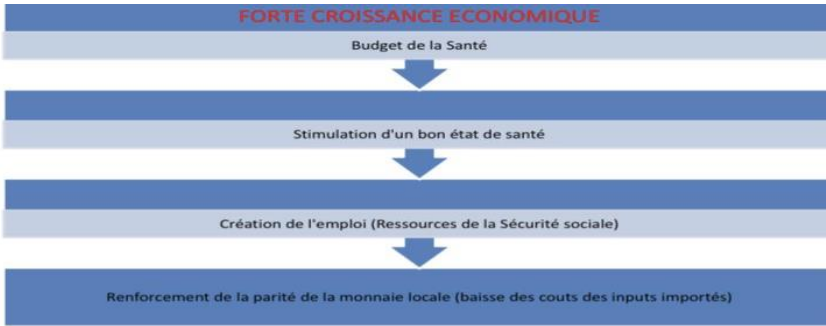 FORTE CROISSANCE ECONOMIQUE
Budget de la Santé
Stimulation d'un bon état de santé
Création de l'emploi (Ressources de la Sécurité sociale)
Renforcement de la parité de la monnaie locale (baisse des couts des inputs importés)